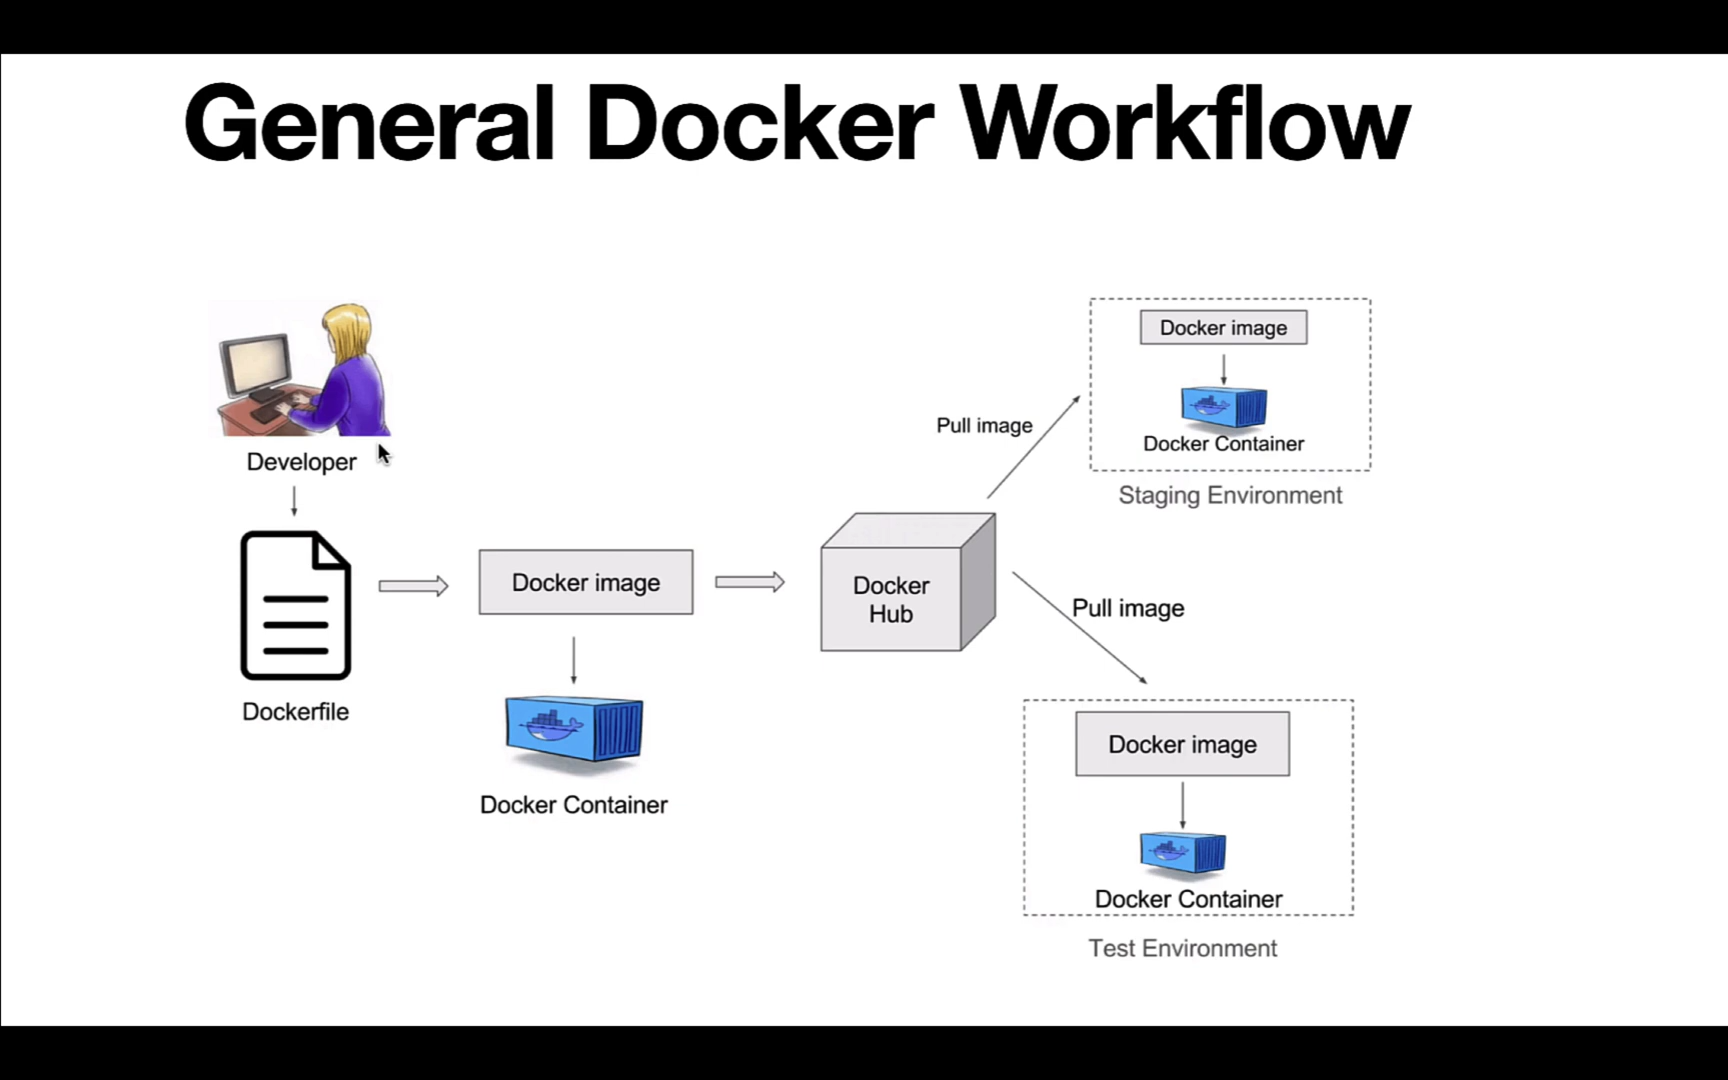 General Docker Workflow
Developer
Dockerfile
Docker image
Docker Container
Docker
Hub
Pull image
Docker image
Docker Container
Staging Environment
Pull image
Docker image
Docker Container
Test Environment